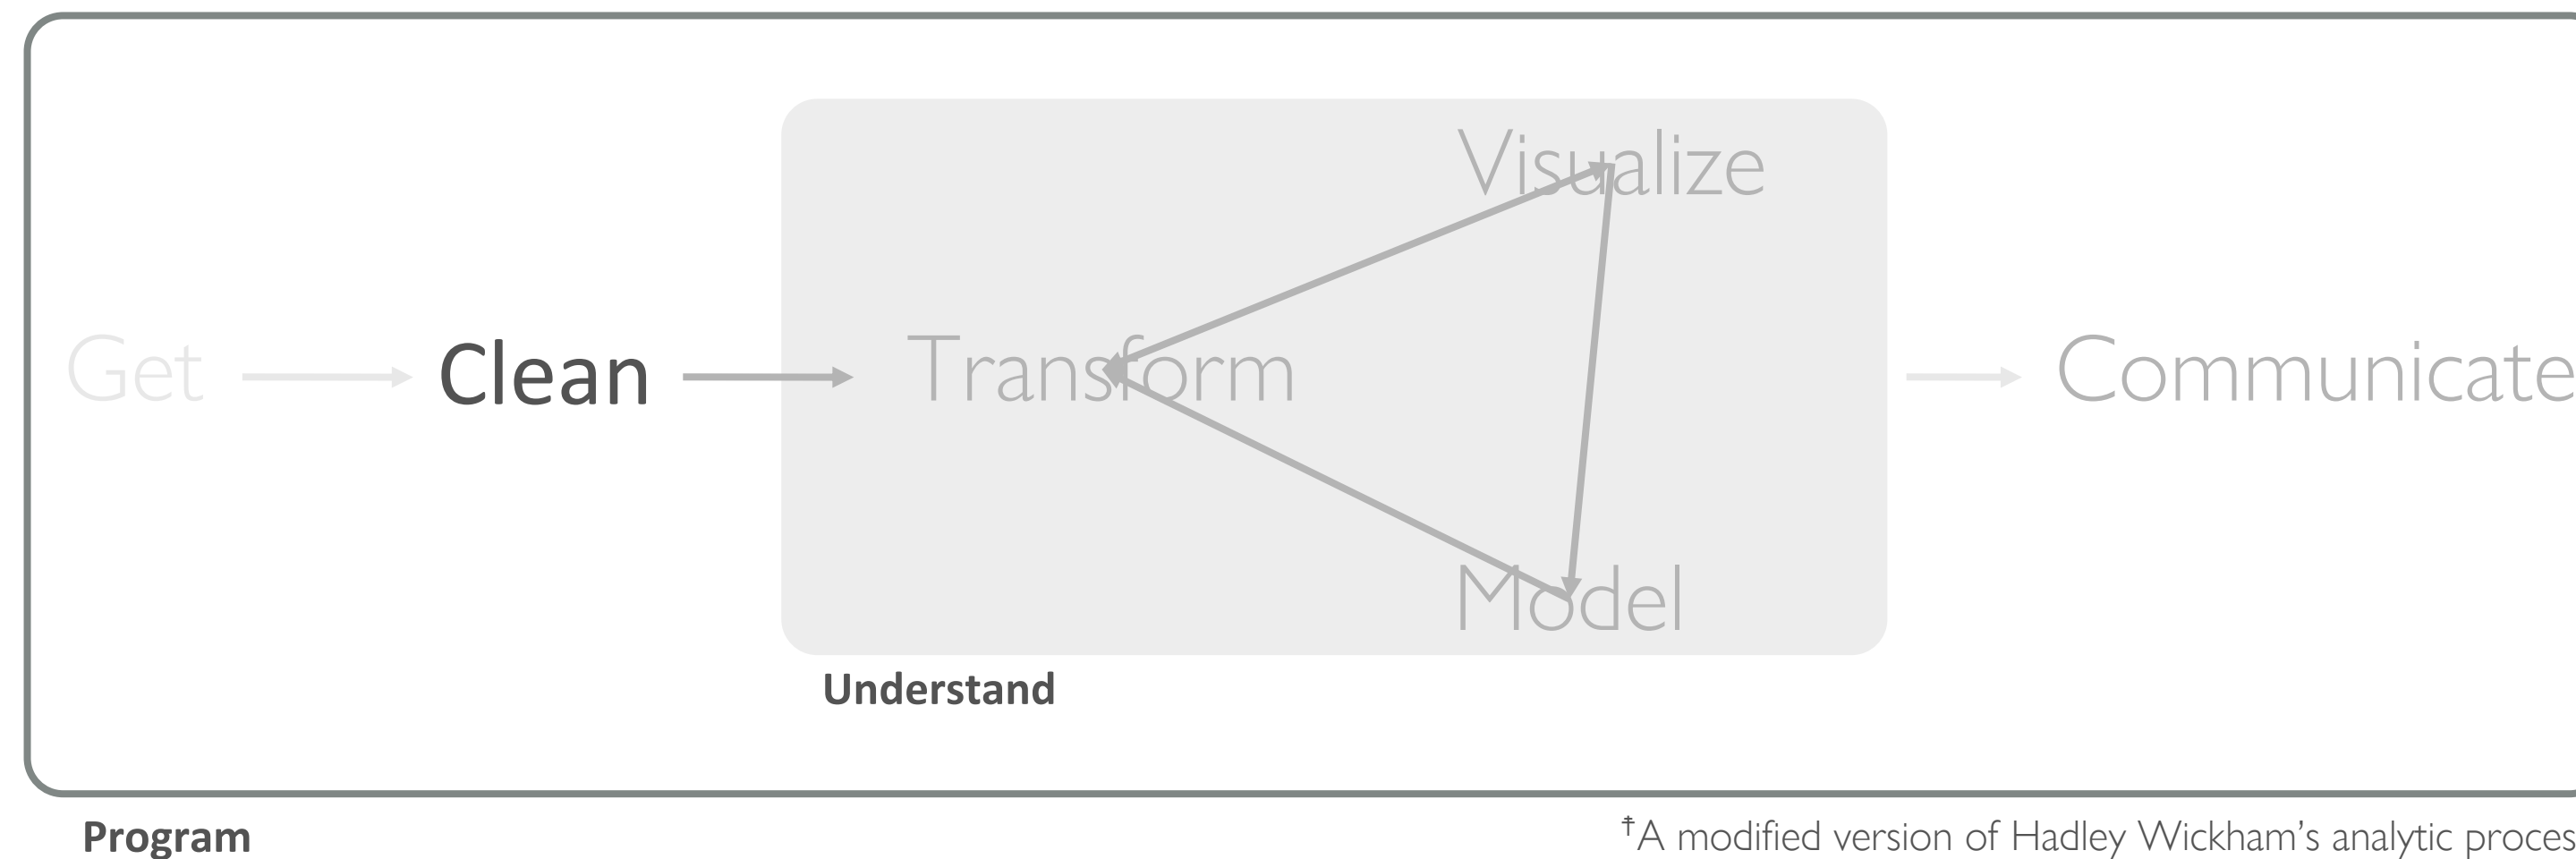 Visualize
Get Clean Transform Communicate
Model
Understand
Program
†A modified version of Hadley Wickham’s analytic proces